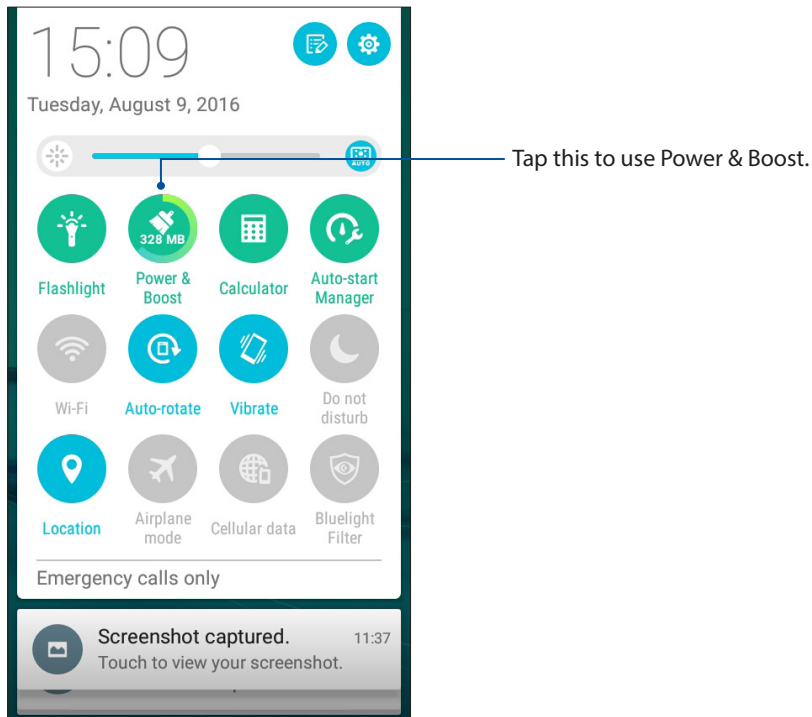 15:09
Tuesday, August 9, 2016
AUTO
Tap this to use Power & Boost.
328 MB
Flashlight
Power &
Boost
Calculator
Auto-start
Manager
Wi-Fi
Auto-rotate
Vibrate
Do not
disturb
Location
Airplane
mode
Cellular data
Bluelight
Filter
Emergency calls only
Screenshot captured. 11:37
Touch to view your screenshot.